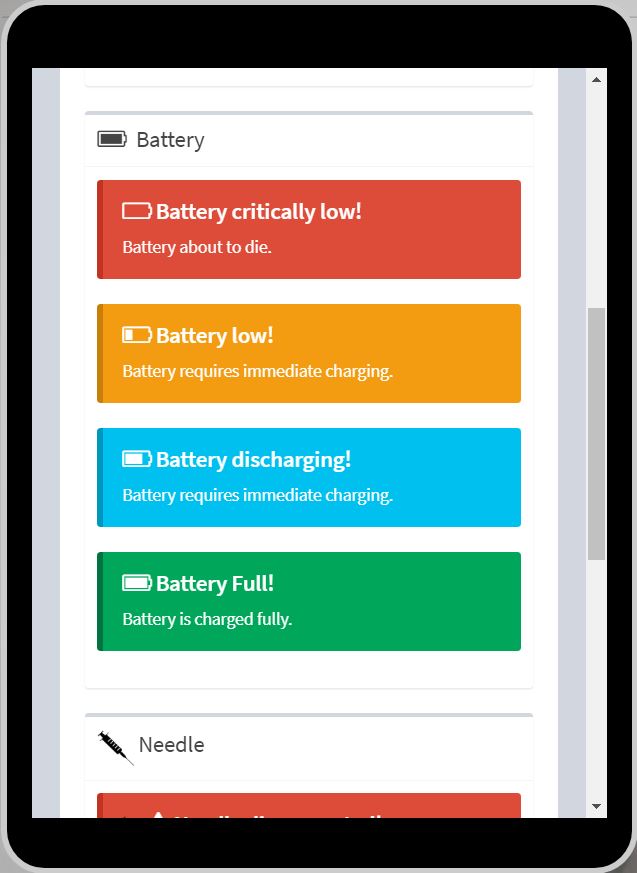 Battery
Battery critically low!
Battery about to die.
Battery low!
Battery requires immediate charging.
Battery discharging!
Battery requires immediate charging.
Battery Full!
Battery is charged fully.
Needle